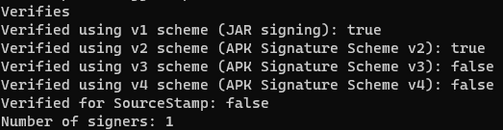 Verifies
Verified using v1 scheme (JAR signing): true
Verified using v2 scheme (APK Signature Scheme v2): true
Verified using v3 scheme (APK Signature Scheme v3): false
Verified using v4 scheme (APK Signature Scheme v4): false
Verified for SourceStamp: false
Number of signers: 1